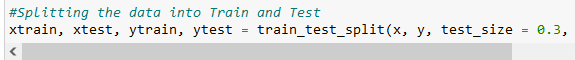 #Splitting the data into Train and Test
xtrain, xtest, ytrain, ytest = train_test_split(x, y, test_size = 0.3,